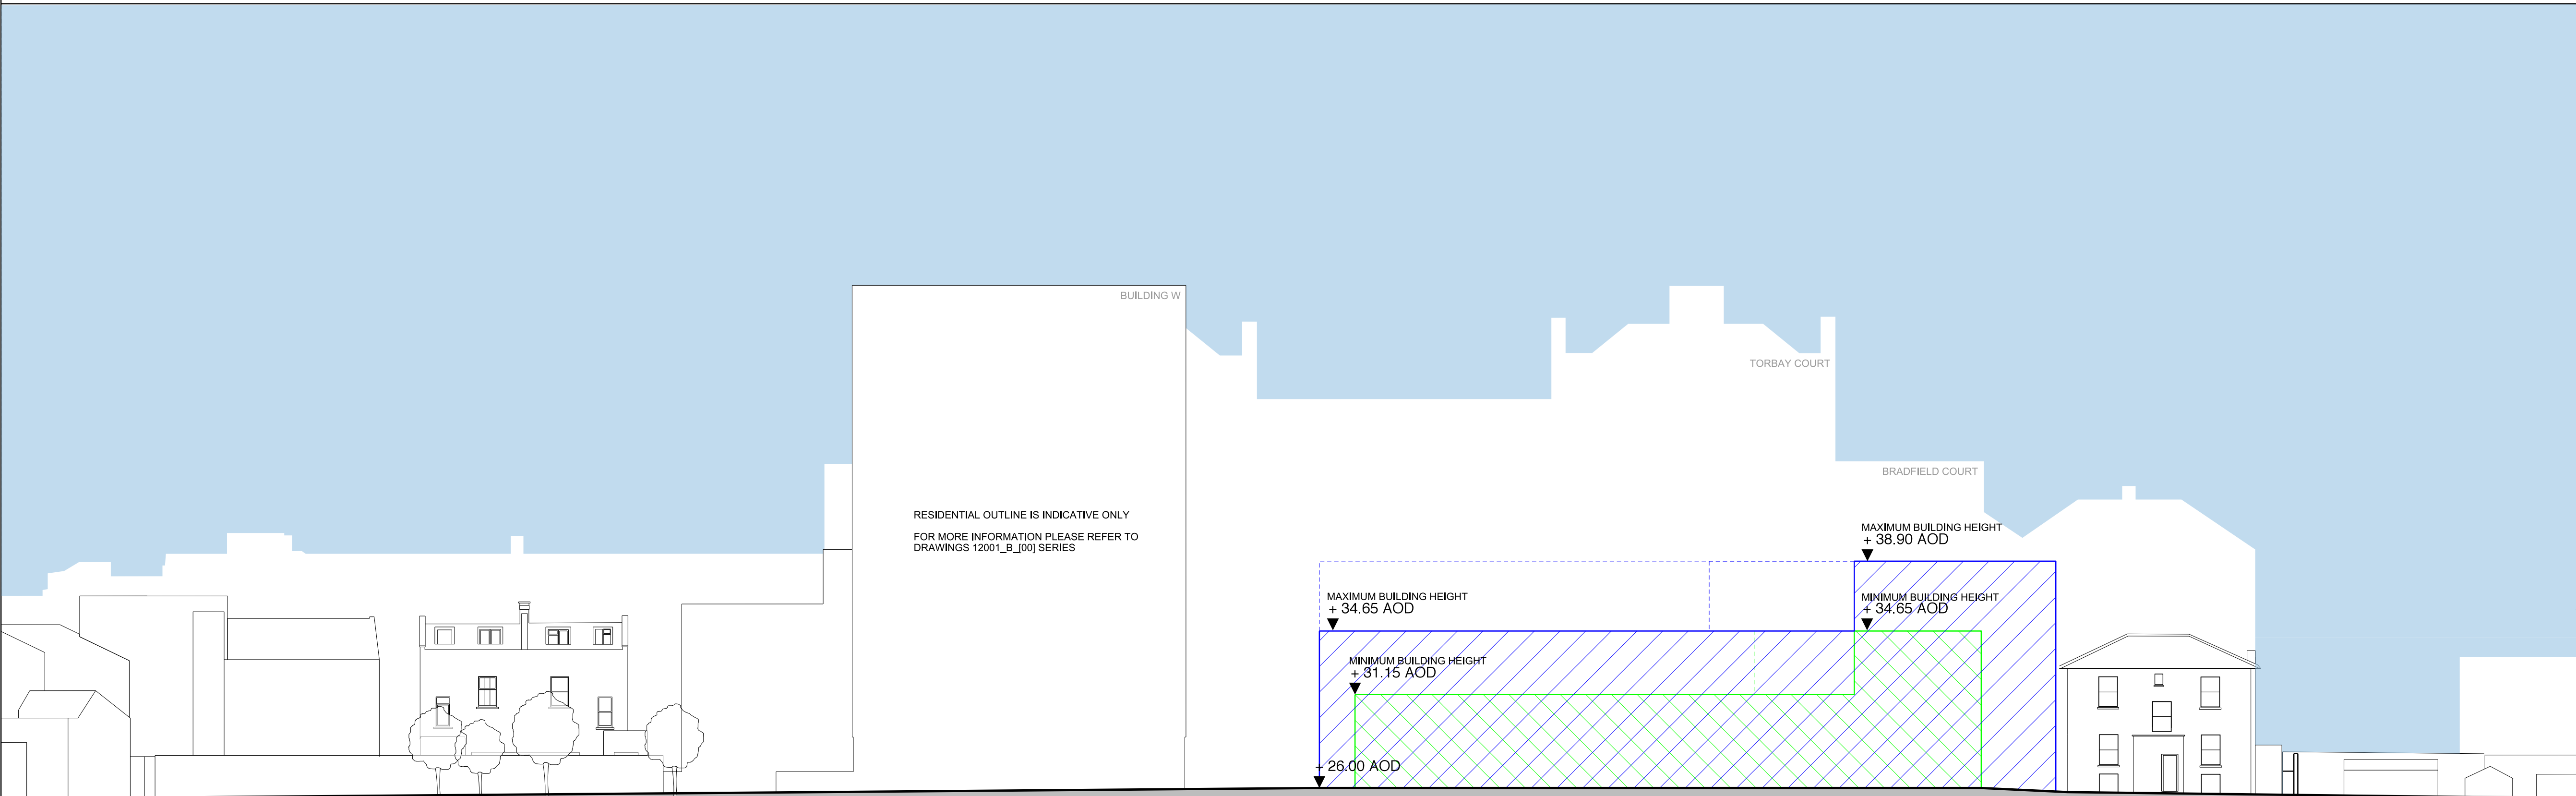 BUILDING W
TORBAY COURT
BRADFIELD COURT
RESIDENTIAL OUTLINE IS INDICATIVE ONLY
FOR MORE INFORMATION PLEASE REFER TO
DRAWINGS 12001_B_[00] SERIES
MAXIMUM BUILDING HEIGHT
+ 38.90 AOD
MAXIMUM BUILDING HEIGHT
+ 34.65 AOD
MINIMUM BUILDING HEIGHT
+ 34.65 AOD
MINIMUM BUILDING HEIGHT
+ 31.15 AOD
+ 26.00 AOD